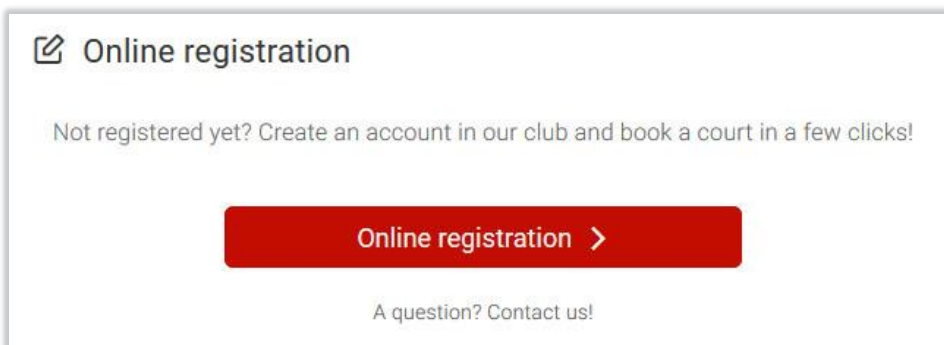 Online registration
Not registered yet? Create an account in our club and book a court in a few clicks!
Online registration
A question? Contact us!